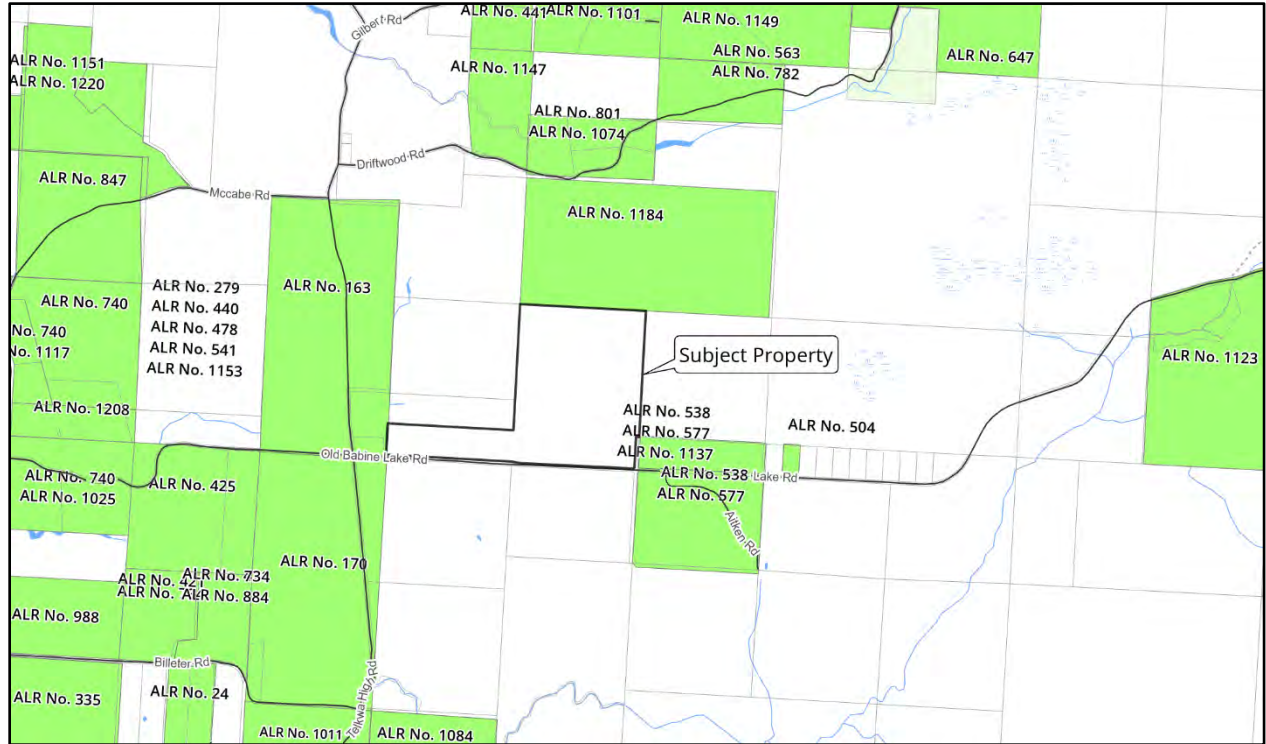 Gilbert Rd
ALR No. 441
ALR No. 1101
ALR No. 1149
ALR No. 563
ALR No. 782
ALR No. 647
ALR No. 1151
ALR No. 1220
ALR No. 1147
ALR No. 801
ALR No. 1074
Driftwood Rd
ALR No. 847
Mccabe Rd
ALR No. 1184
ALR No. 279
ALR No. 440
ALR No. 478
ALR No. 541
ALR No. 1153
ALR No. 163
ALR No. 740
No. 740
No. 1117
Subject Property
ALR No. 1123
ALR No. 1208
ALR No. 538
ALR No. 577
ALR No. 1137
ALR No. 504
Old Babine Lake Rd
ALR No. 538
Lake Rd
ALR No. 577
Aitken Rd
ALR No. 740
ALR No. 1025
ALR No. 425
ALR No. 170
ALR No. 421
ALR No. 734
ALR No.
ALR No. 884
ALR No. 988
Billeter Rd
ALR No. 335
ALR No. 24
Telkwa High Rd
ALR No. 1011
ALR No. 1084